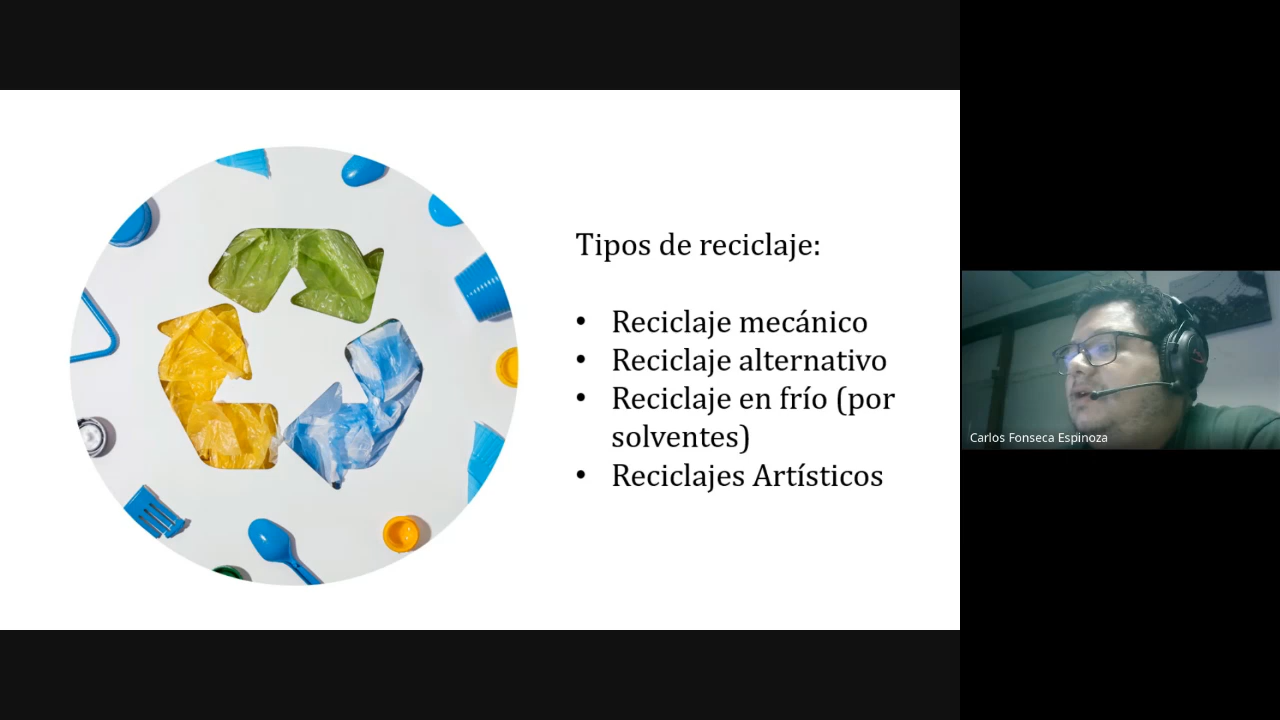 Tipos de reciclaje:
• Reciclaje mecánico
• Reciclaje alternativo
• Reciclaje en frío (por
solventes)
• Reciclajes Artísticos
Carlos Fonseca Espinoza